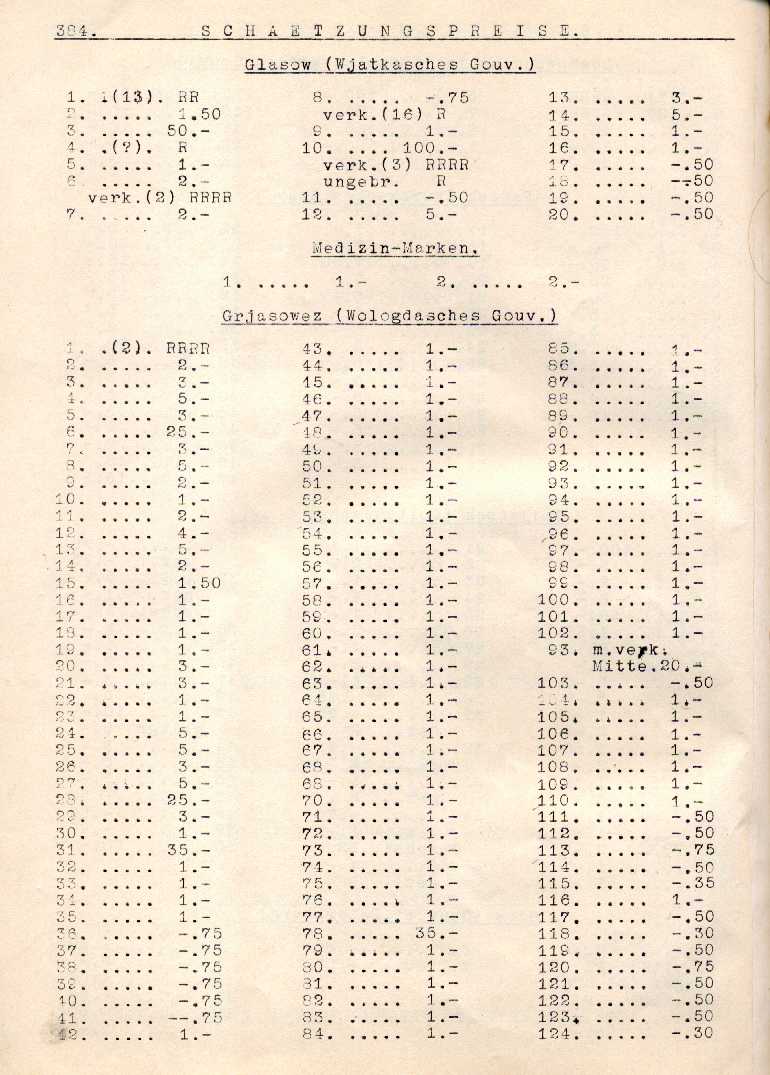 384. SCHAETZUNGSPREISE.
Glasow (Wjatkasches Gouv.)
1. i(13). RR
2. ..... 1.50
3. ..... 50.-
4. .(?). R
5. ..... 1.-
6 ..... 2.-
verk.(2) RRRR
7. ..... 2.-
8. ..... -.75
verk.(16) R
9. ..... 1.-
10. .... 100.-
verk.(3) RRRR
ungebr. R
11. ..... -.50
12. ..... 5.-
13. ..... 3.-
14. ..... 5.-
15. ..... 1.-
16. ..... 1.-
17. ..... -.50
18. ..... --.50
19. ..... -.50
20. ..... -.50
Medizin-Marken.
1. ..... 1.- 2. ..... 2.-
Grjasowez (Wologdasches Gouv.)
1. .(2). RRRR
2. ..... 2.-
3. ..... 3.-
4. ..... 5.-
5. ..... 3.-
6. ..... 25.-
7. ..... 3.-
8. ..... 5.-
9. ..... 2.-
10. ..... 1.-
11. ..... 2.-
12. ..... 4.-
13. ..... 5.-
14. ..... 2.-
15. ..... 1.50
16. ..... 1.-
17. ..... 1.-
18. ..... 1.-
19. ..... 1.-
20. ..... 3.-
21. ..... 3.-
22. ..... 1.-
23. ..... 1.-
24. ..... 5.-
25. ..... 5.-
26. ..... 3.-
27. ..... 5.-
28. ..... 25.-
29. ..... 3.-
30. ..... 1.-
31. ..... 35.-
32. ..... 1.-
33. ..... 1.-
34. ..... 1.-
35. ..... 1.-
36. ..... -.75
37. ..... -.75
38. ..... -.75
39. ..... -.75
40. ..... -.75
41. ..... --.75
42. ..... 1.-
43. ..... 1.-
44. ..... 1.-
15. ..... 1.-
46. ..... 1.-
47. ..... 1.-
48. ..... 1.-
49. ..... 1.-
50. ..... 1.-
51. ..... 1.-
52. ..... 1.-
53. ..... 1.-
54. ..... 1.-
55. ..... 1.-
56. ..... 1.-
57. ..... 1.-
58. ..... 1.-
59. ..... 1.-
60. ..... 1.-
61. ..... 1.-
62. ..... 1.-
63. ..... 1.-
64. ..... 1.-
65. ..... 1.-
66. ..... 1.-
67. ..... 1.-
68. ..... 1.-
68. ..... 1.-
70. ..... 1.-
71. ..... 1.-
72. ..... 1.-
73. ..... 1.-
74. ..... 1.-
75. ..... 1.-
76. ..... 1.-
77. ..... 1.-
78. ..... 35.-
79. ..... 1.-
80. ..... 1.-
81. ..... 1.-
82. ..... 1.-
83. ..... 1.-
84. ..... 1.-
85. ..... 1.-
86. ..... 1.-
87. ..... 1.-
88. ..... 1.-
89. ..... 1.-
90. ..... 1.-
91. ..... 1.-
92. ..... 1.-
93. ..... 1.-
94. ..... 1.-
95. ..... 1.-
96. ..... 1.-
97. ..... 1.-
98. ..... 1.-
99. ..... 1.-
100. ..... 1.-
101. ..... 1.-
102. ..... 1.-
93. m.verk.
Mitte.20.-
103. ..... -.50
104. ..... 1.-
105. ..... 1.-
106. ..... 1.-
107. ..... 1.-
108. ..... 1.-
109. ..... 1.-
110. ..... 1.-
111. ..... -.50
112. ..... -.50
113. ..... -.75
114. ..... -.50
115. ..... -.35
116. ..... 1.-
117. ..... -.50
118. ..... -.30
119. ..... -.50
120. ..... -.75
121. ..... -.50
122. ..... -.50
123. ..... -.50
124. ..... -.30